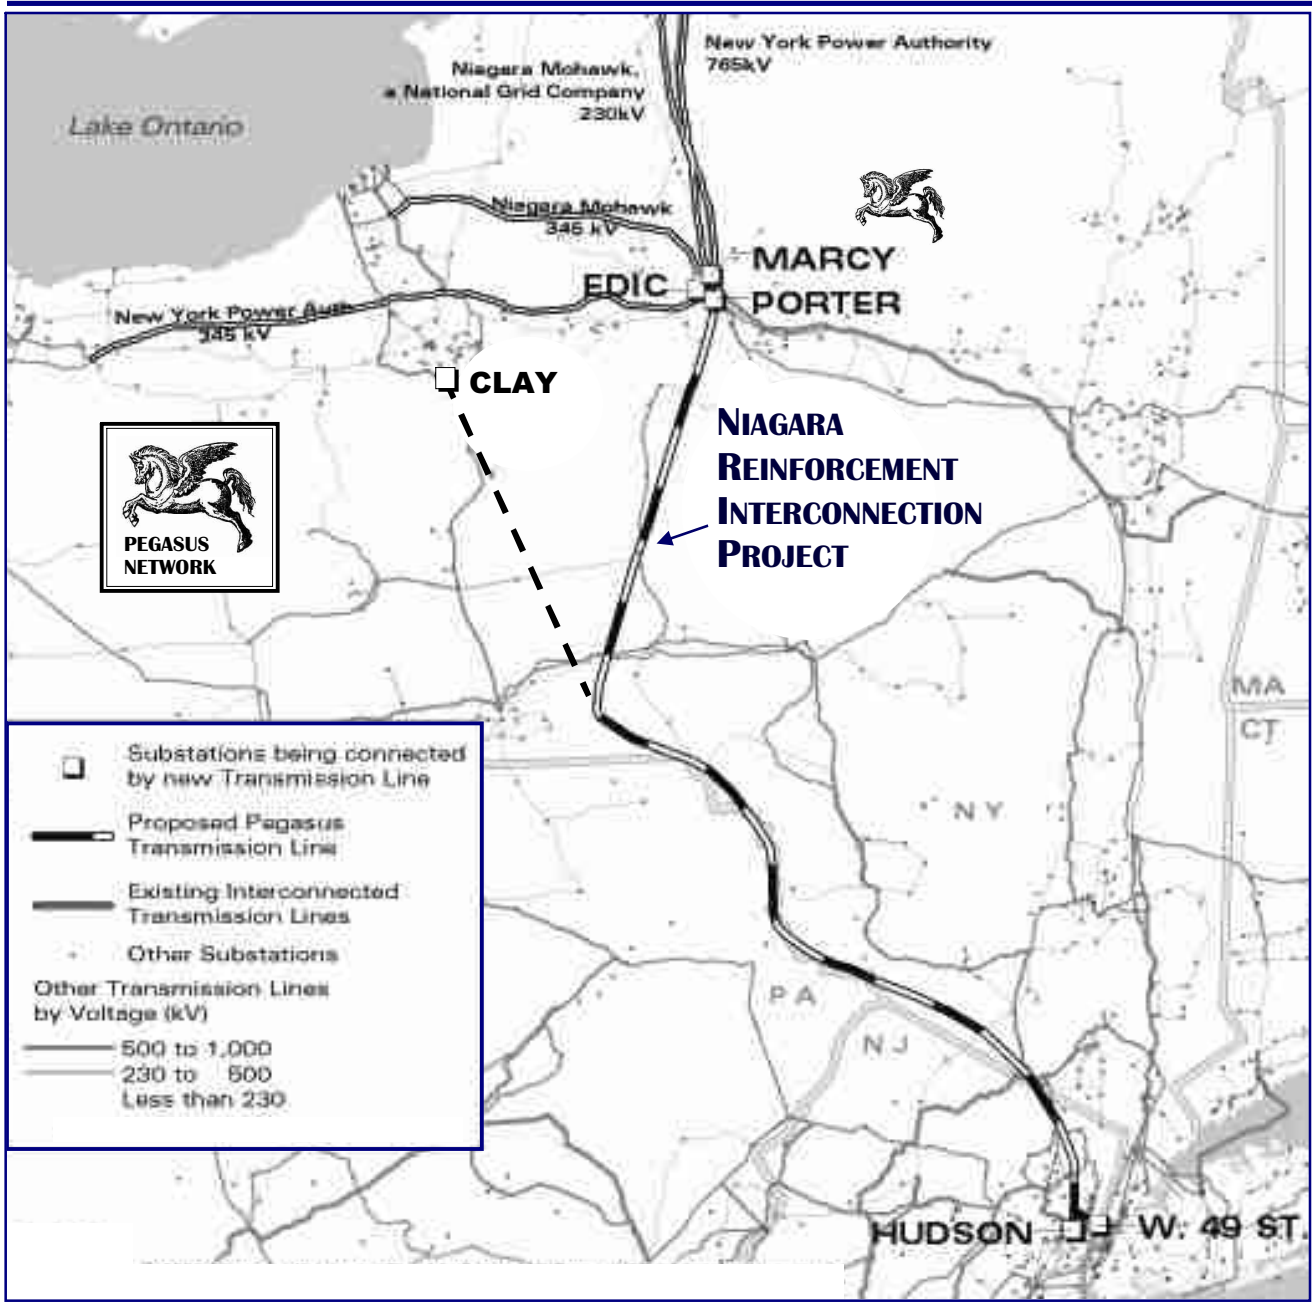 New York Power Authority
765kV
Niagara Mohawk,
a National Grid Company
230kV
Lake Ontario
Niagara Mohawk
345 kV
MARCY
EDIC
PORTER
New York Power Auth
345 kV
CLAY
NIAGARA
REINFORCEMENT
INTERCONNECTION
PROJECT
PEGASUS
NETWORK
MA
CT
NY
PA
NJ
Substations being connected
by new Transmission Line
Proposed Pegasus
Transmission Line
Existing Interconnected
Transmission Lines
Other Substations
Other Transmission Lines
by Voltage (kV)
500 to 1,000
230 to 500
Less than 230
HUDSON
W. 49 ST.